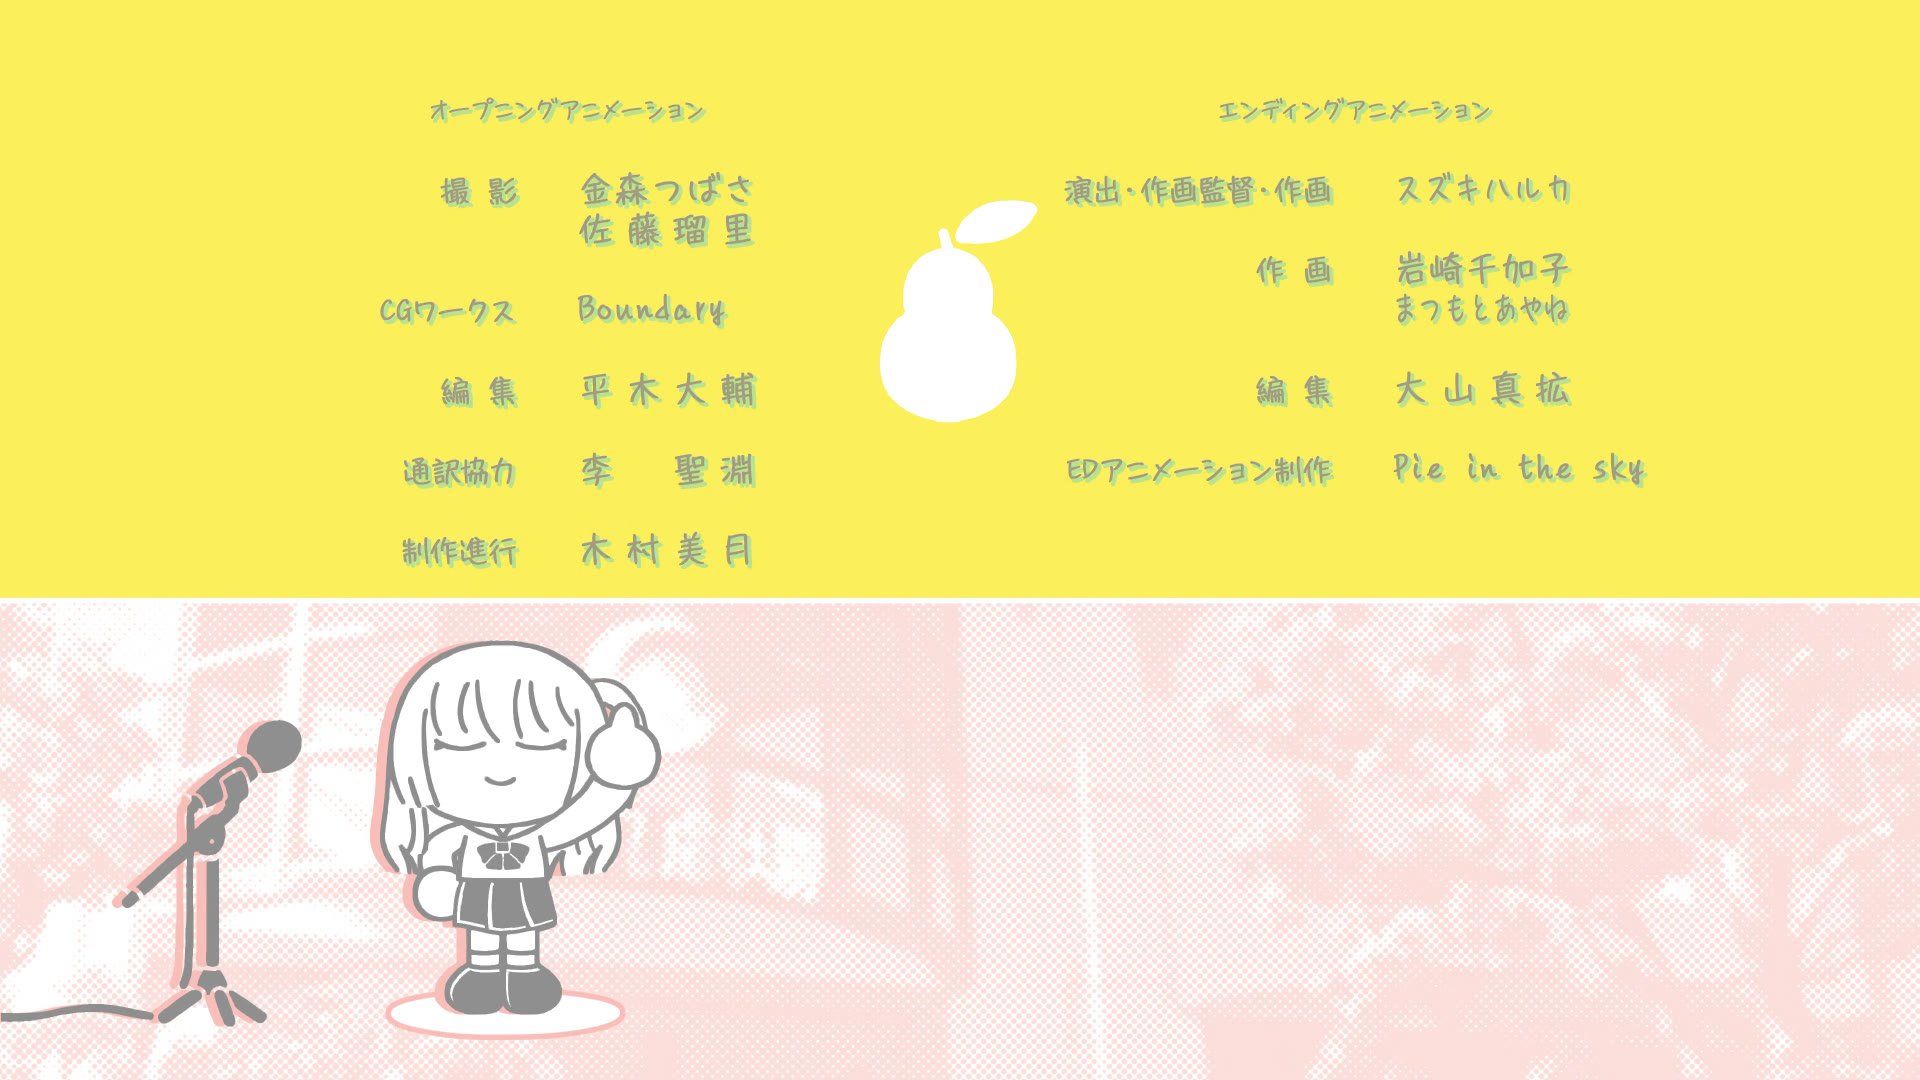 オープニングアニメーション
撮影 金森つばさ
佐藤瑠里
CGワークス Boundary
編集 平木大輔
通訳協力 李 聖淵
制作進行 木村美月
エンディングアニメーション
演出・作画監督・作画 スズキハルカ
作画 岩崎千加子
まつもとあやね
編集 大山真拡
EDアニメーション制作 Pie in the sky